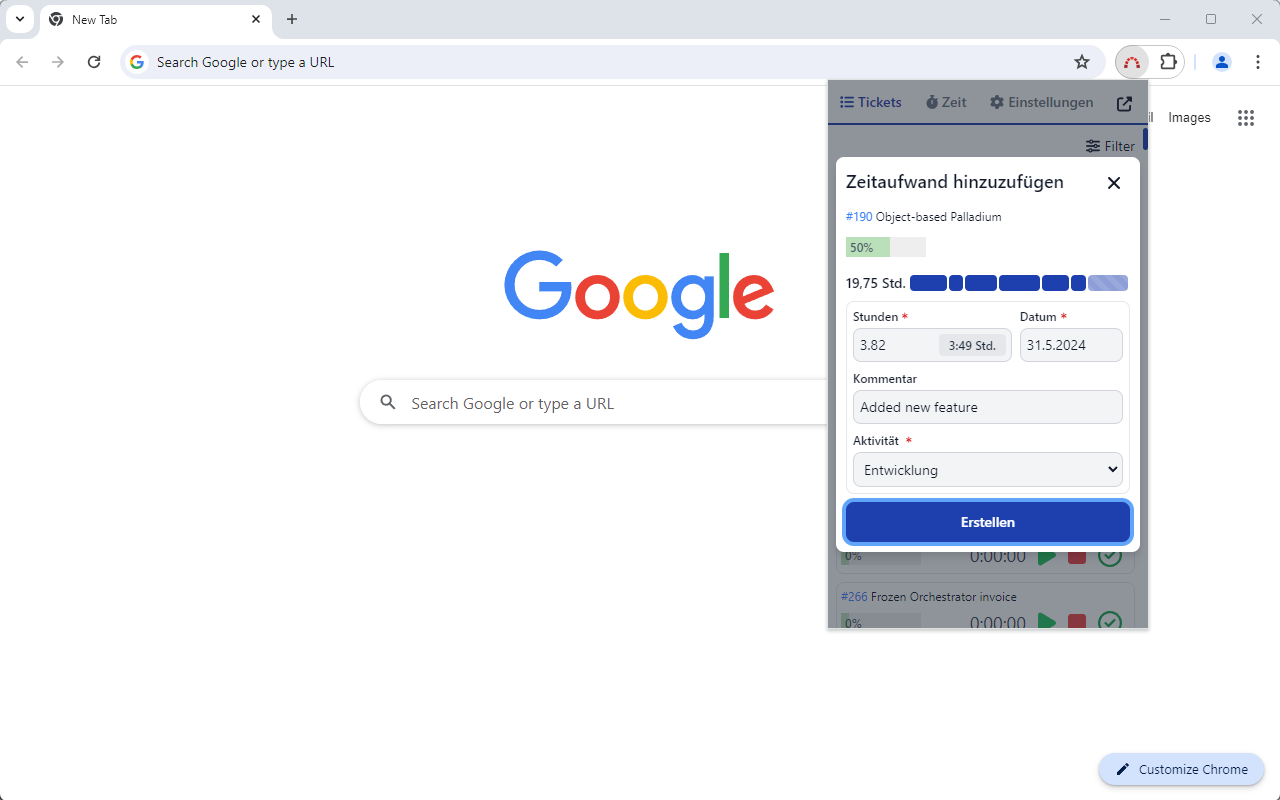 New Tab
Search Google or type a URL
Tickets Zeit Einstellungen
il Images
Filter
Zeitaufwand hinzuzufügen
#190 Object-based Palladium
50%
19,75 Std.
Stunden * Datum *
3.82 3:49 Std. 31.5.2024
Kommentar
Added new feature
Aktivität *
Entwicklung
Erstellen
0% 0:00:00
#266 Frozen Orchestrator invoice
0% 0:00:00
Google
Search Google or type a URL
Customize Chrome